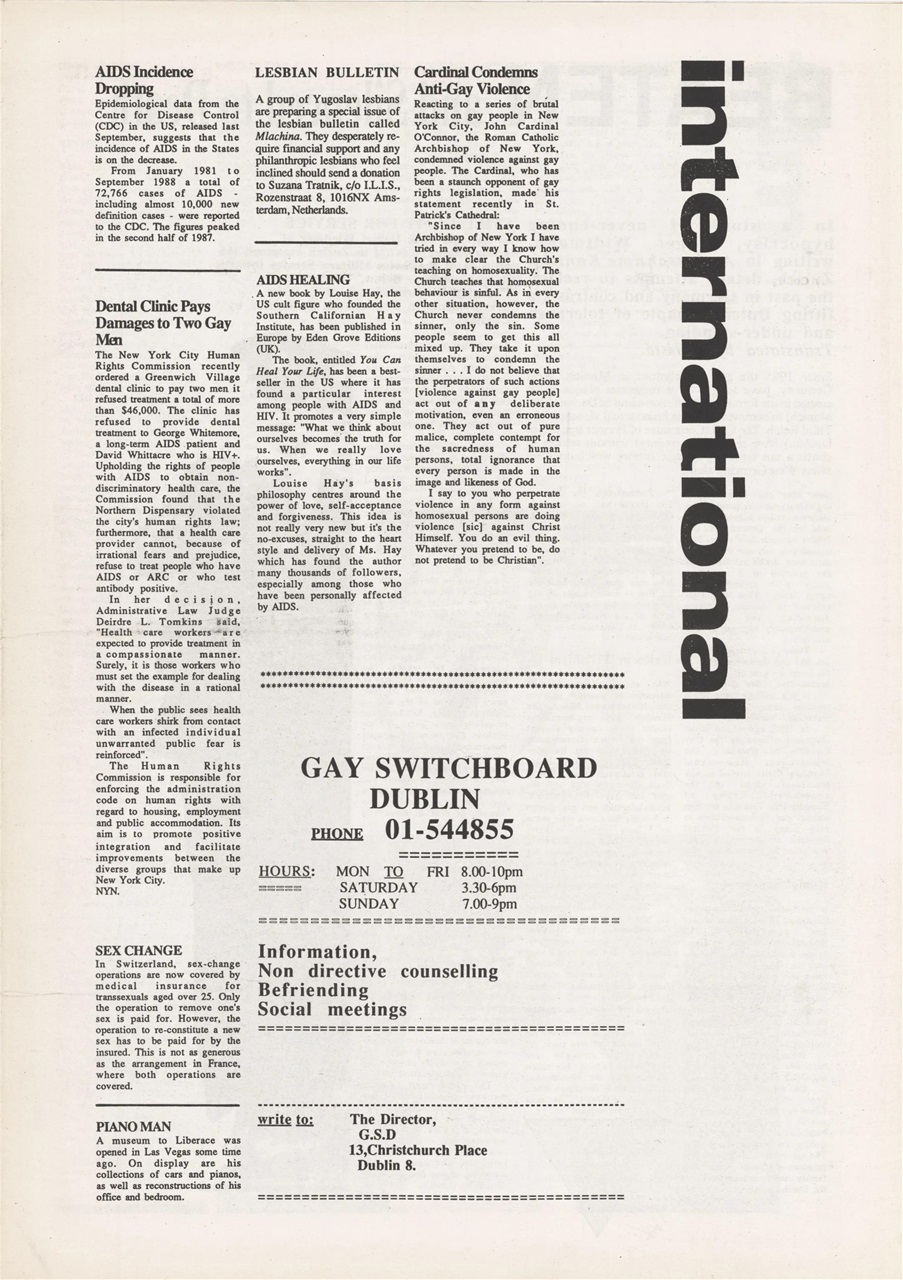 AIDS Incidence
Dropping
Epidemiological data from the
Centre for Disease Control
(CDC) in the US, released last
September, suggests that the
incidence of AIDS in the States
is on the decrease.
From January 1981 to
September 1988 a total of
72,766 cases of AIDS -
including almost 10,000 new
definition cases - were reported
to the CDC. The figures peaked
in the second half of 1987.
Dental Clinic Pays
Damages to Two Gay
Men
The New York City Human
Rights Commission recently
ordered a Greenwich Village
dental clinic to pay two men it
refused treatment a total of more
than $46,000. The clinic has
refused to provide dental
treatment to George Whitemore,
a long-term AIDS patient and
David Whittacre who is HIV+.
Upholding the rights of people
with AIDS to obtain non-
discriminatory health care, the
Commission found that the
Northern Dispensary violated
the city's human rights law;
furthermore, that a health care
provider cannot, because of
irrational fears and prejudice,
refuse to treat people who have
AIDS or ARC or who test
antibody positive.
In her decision,
Administrative Law Judge
Deirdre L. Tomkins said,
"Health care workers are
expected to provide treatment in
a compassionate manner.
Surely, it is those workers who
must set the example for dealing
with the disease in a rational
manner.
When the public sees health
care workers shirk from contact
with an infected individual
unwarranted public fear is
reinforced".
The Human Rights
Commission is responsible for
enforcing the administration
code on human rights with
regard to housing, employment
and public accommodation. Its
aim is to promote positive
integration and facilitate
improvements between the
diverse groups that make up
New York City.
NYN.
SEX CHANGE
In Switzerland, sex-change
operations are now covered by
medical insurance for
transsexuals aged over 25. Only
the operation to remove one's
sex is paid for. However, the
operation to re-constitute a new
sex has to be paid for by the
insured. This is not as generous
as the arrangement in France,
where both operations are
covered.
PIANO MAN
A museum to Liberace was
opened in Las Vegas some time
ago. On display are his
collections of cars and pianos,
as well as reconstructions of his
office and bedroom.
LESBIAN BULLETIN
A group of Yugoslav lesbians
are preparing a special issue of
the lesbian bulletin called
Mlachina. They desperately re-
quire financial support and any
philanthropic lesbians who feel
inclined should send a donation
to Suzana Tratnik, c/o I.L.I.S.,
Rozenstraat 8, 1016NX Ams-
terdam, Netherlands.
AIDS HEALING
A new book by Louise Hay, the
US cult figure who founded the
Southern Californian Hay
Institute, has been published in
Europe by Eden Grove Editions
(UK).
The book, entitled You Can
Heal Your Life, has been a best-
seller in the US where it has
found a particular interest
among people with AIDS and
HIV. It promotes a very simple
message: "What we think about
ourselves becomes the truth for
us. When we really love
ourselves, everything in our life
works".
Louise Hay's basis
philosophy centres around the
power of love, self-acceptance
and forgiveness. This idea is
not really very new but it's the
no-excuses, straight to the heart
style and delivery of Ms. Hay
which has found the author
many thousands of followers,
especially among those who
have been personally affected
by AIDS.
Cardinal Condemns
Anti-Gay Violence
Reacting to a series of brutal
attacks on gay people in New
York City, John Cardinal
O'Connor, the Roman Catholic
Archbishop of New York,
condemned violence against gay
people. The Cardinal, who has
been a staunch opponent of gay
rights legislation, made his
statement recently in St.
Patrick's Cathedral:
"Since I have been
Archbishop of New York I have
tried in every way I know how
to make clear the Church's
teaching on homosexuality. The
Church teaches that homosexual
behaviour is sinful. As in every
other situation, however, the
Church never condemns the
sinner, only the sin. Some
people seem to get this all
mixed up. They take it upon
themselves to condemn the
sinner . . . I do not believe that
the perpetrators of such actions
[violence against gay people]
act out of any deliberate
motivation, even an erroneous
one. They act out of pure
malice, complete contempt for
the sacredness of human
persons, total ignorance that
every person is made in the
image and likeness of God.
I say to you who perpetrate
violence in any form against
homosexual persons are doing
violence [sic] against Christ
Himself. You do an evil thing.
Whatever you pretend to be, do
not pretend to be Christian".
international
GAY SWITCHBOARD
DUBLIN
PHONE 01-544855
HOURS: MON TO FRI 8.00-10pm
SATURDAY 3.30-6pm
SUNDAY 7.00-9pm
Information,
Non directive counselling
Befriending
Social meetings
write to: The Director,
G.S.D
13,Christchurch Place
Dublin 8.